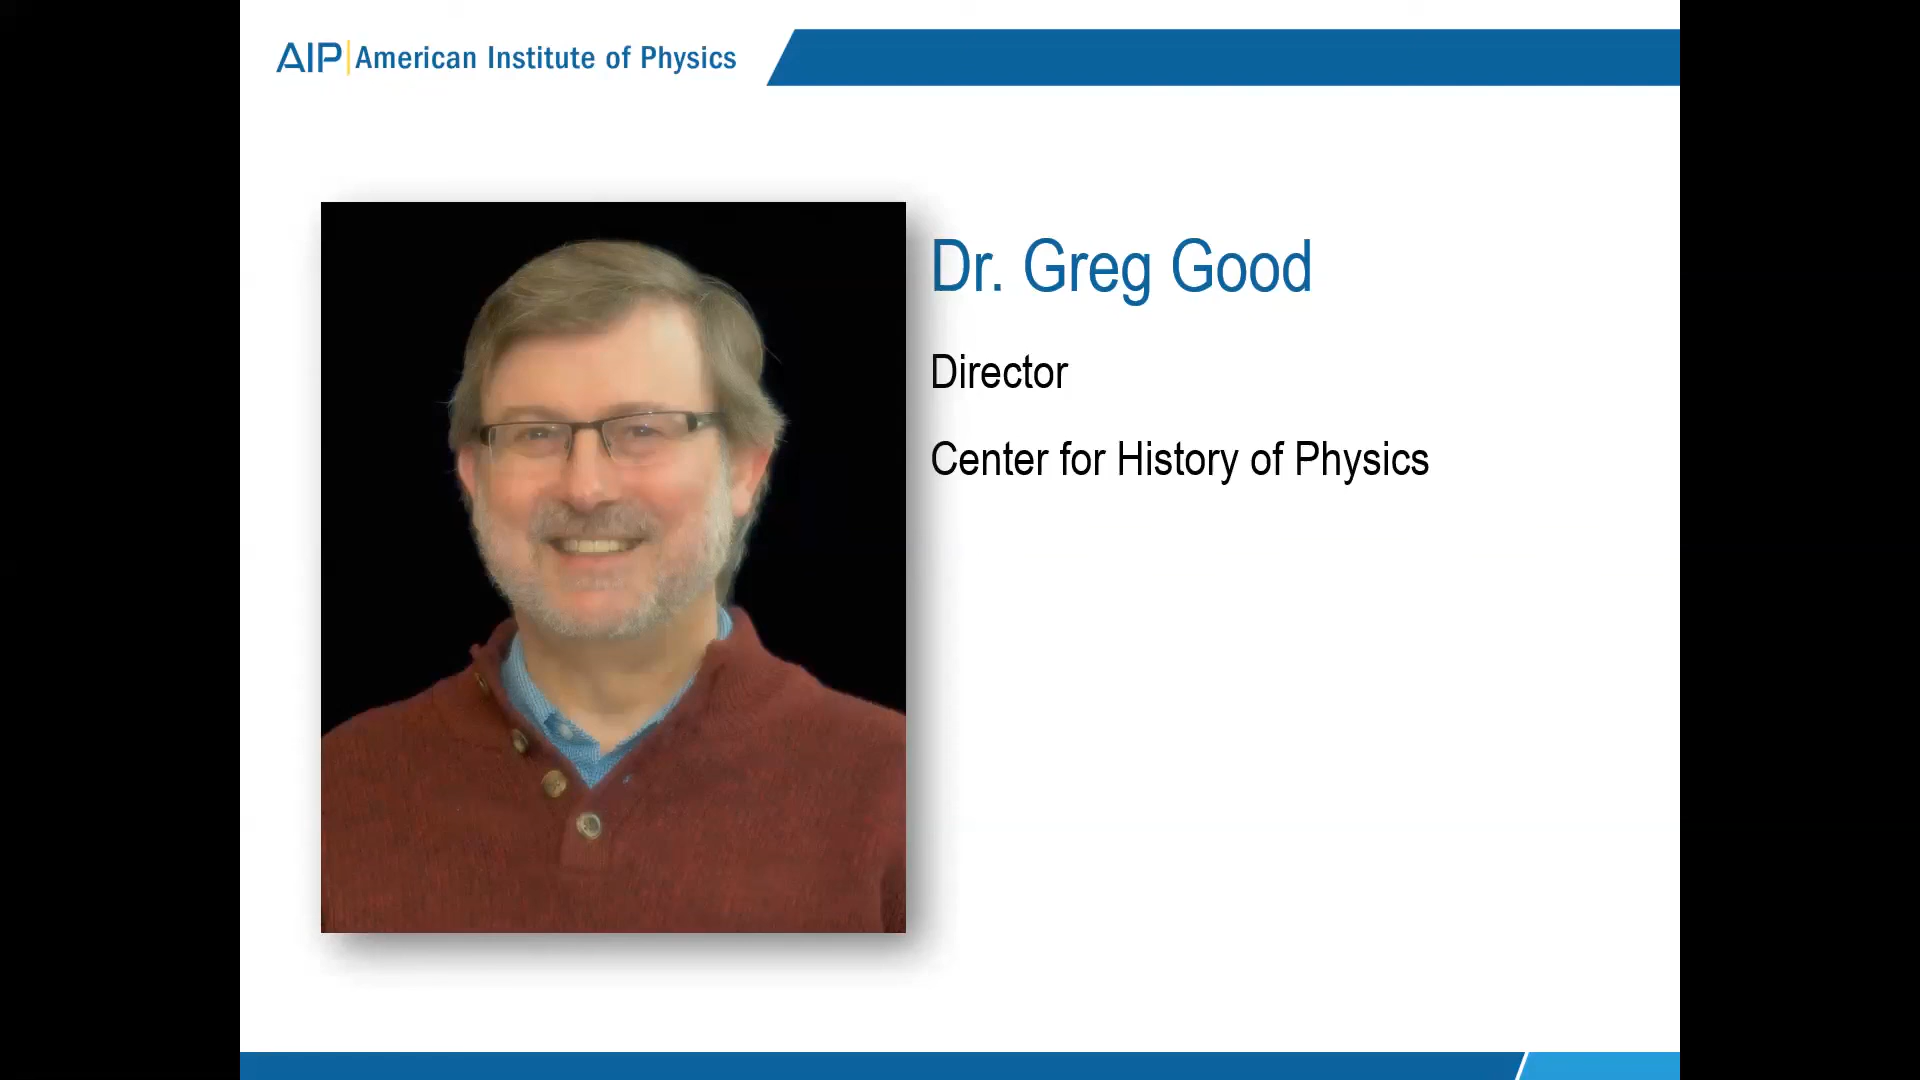 AIP American Institute of Physics
Dr. Greg Good
Director
Center for History of Physics